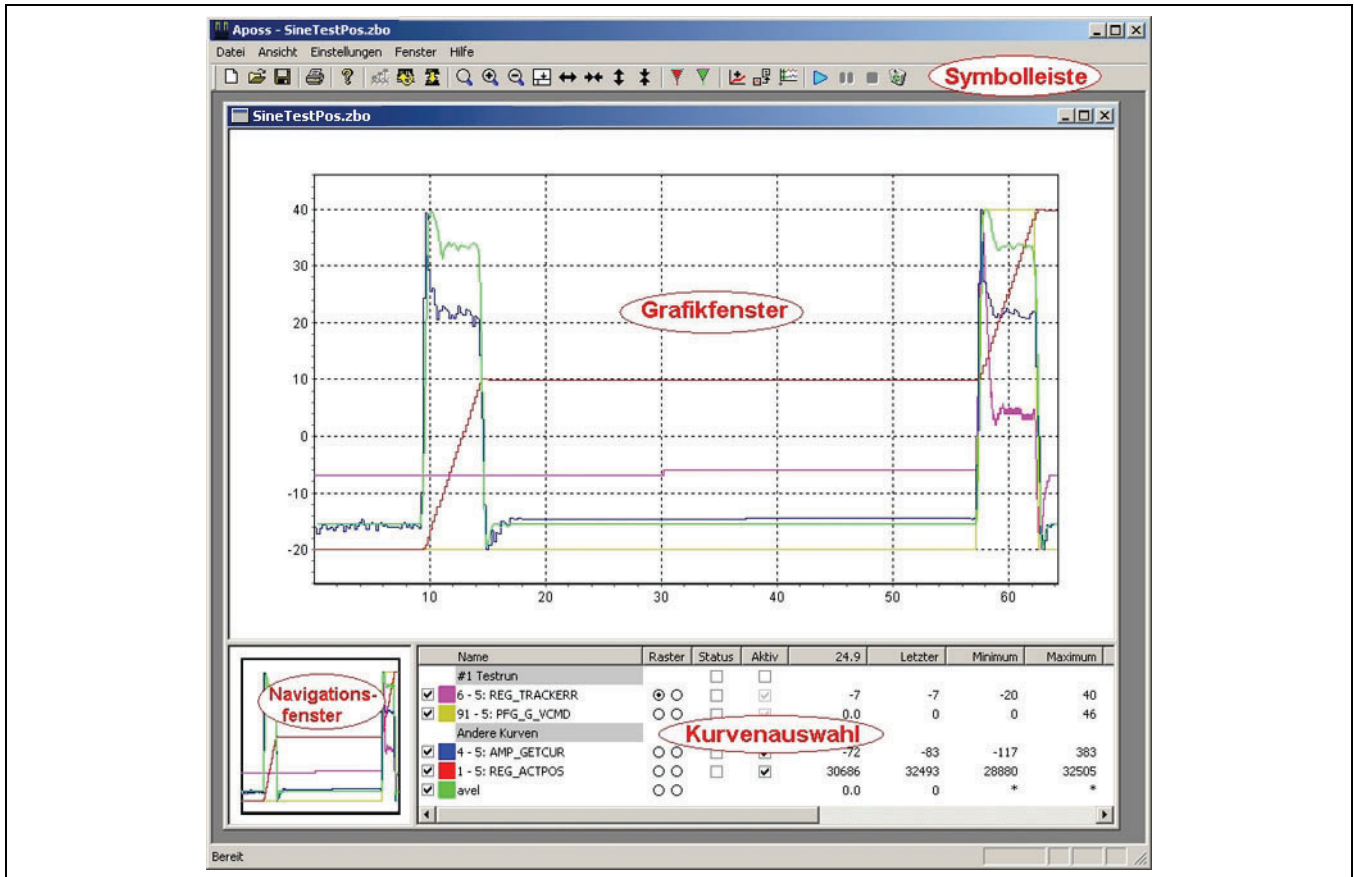 Aposs - SineTestPos.zbo
Datei Ansicht Einstellungen Fenster Hilfe
Symbolleiste
SineTestPos.zbo
40
30
20
10
0
-10
-20
Grafikfenster
10 20 30 40 50 60
Navigations-
fenster
Name Raster Status Aktiv 24.9 Letzter Minimum Maximum
#1 Testrun
6 - 5: REG_TRACKERR -7 -7 -20 40
91 - 5: PFG_G_VCMD 0.0 0 0 46
Andere Kurven
Kurvenauswahl
4 - 5: AMP_GETCUR -72 -83 -117 383
1 - 5: REG_ACTPOS 30686 32493 28880 32505
avel 0.0 0 * *
Bereit